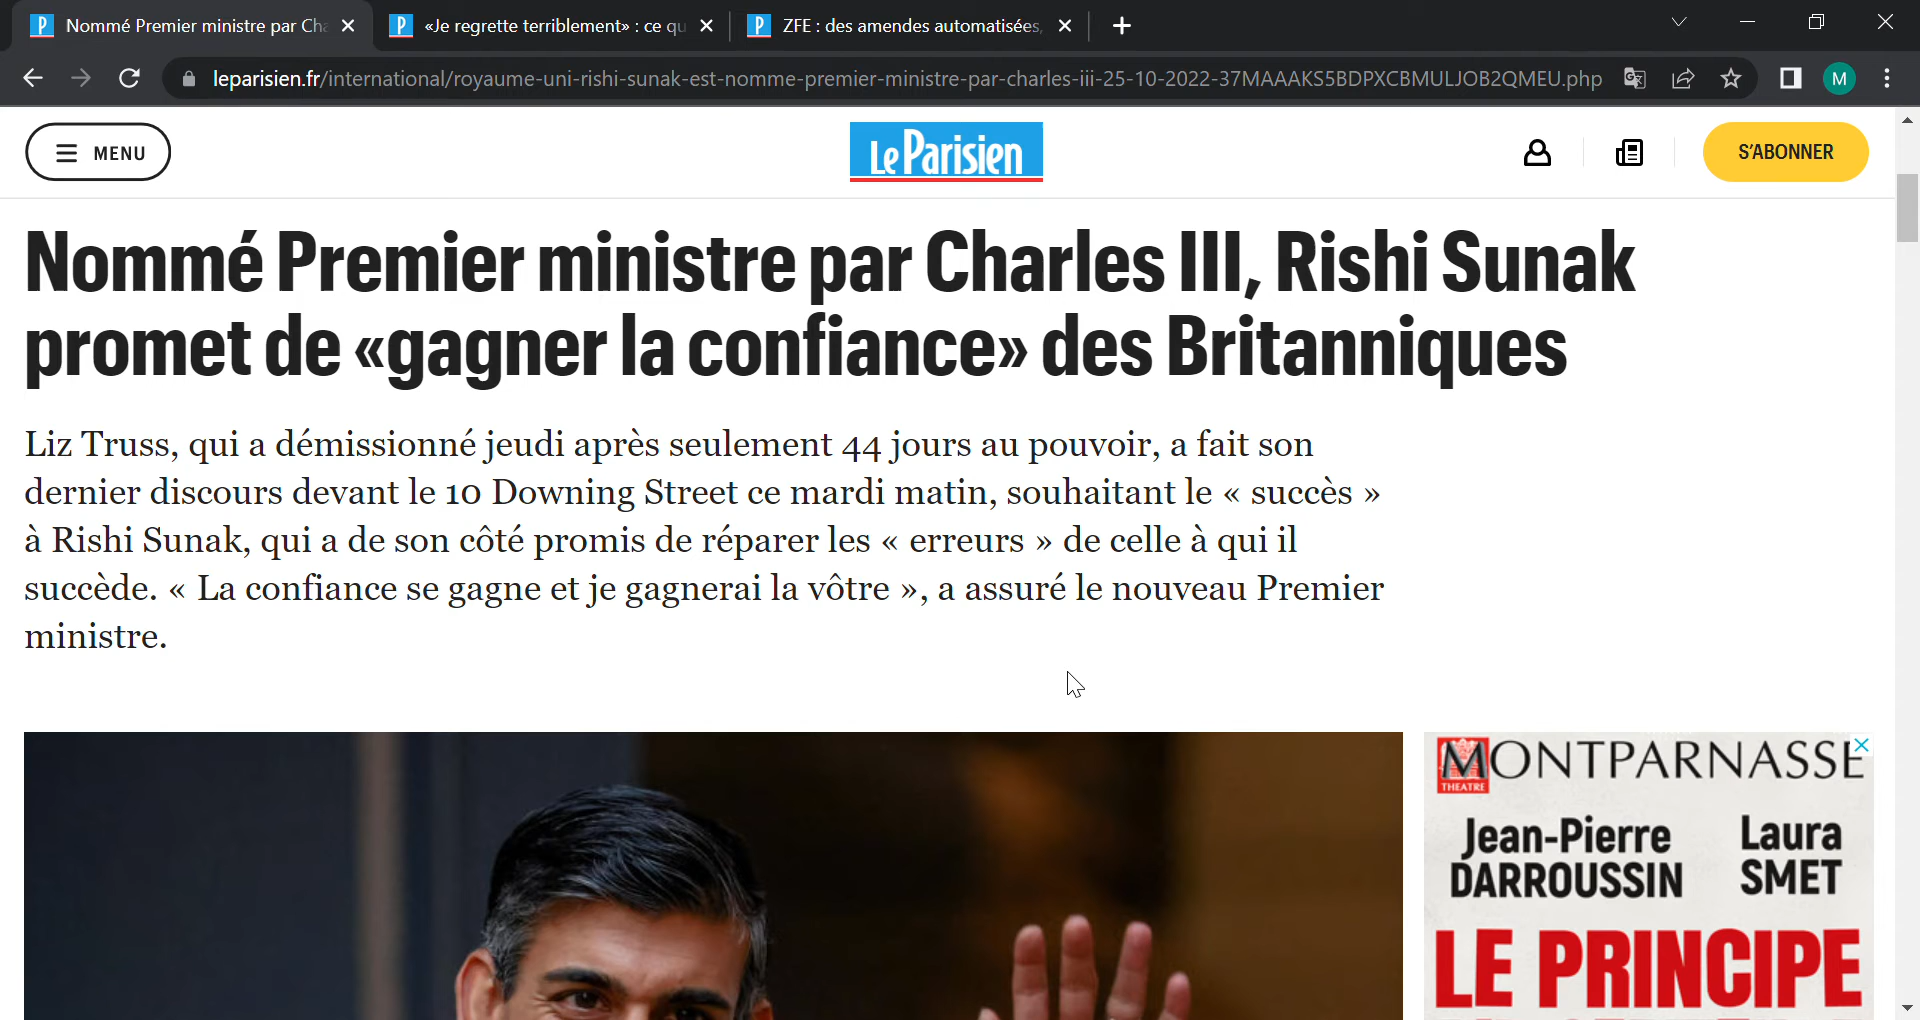 Nommé Premier ministre par Cha
«Je regrette terriblement» : ce qu
ZFE : des amendes automatisées,
leparisien.fr/international/royaume-uni-rishi-sunak-est-nomme-premier-ministre-par-charles-iii-25-10-2022-37MAAAKS5BDPXCBMULJOB2QMEU.php
M
MENU
Le Parisien
S'ABONNER
Nommé Premier ministre par Charles III, Rishi Sunak
promet de «gagner la confiance» des Britanniques
Liz Truss, qui a démissionné jeudi après seulement 44 jours au pouvoir, a fait son
dernier discours devant le 10 Downing Street ce mardi matin, souhaitant le « succès »
à Rishi Sunak, qui a de son côté promis de réparer les « erreurs » de celle à qui il
succède. « La confiance se gagne et je gagnerai la vôtre », a assuré le nouveau Premier
ministre.
MONTPARNASSE
THEATRE
Jean-Pierre
DARROUSSIN
Laura
SMET
LE PRINCIPE